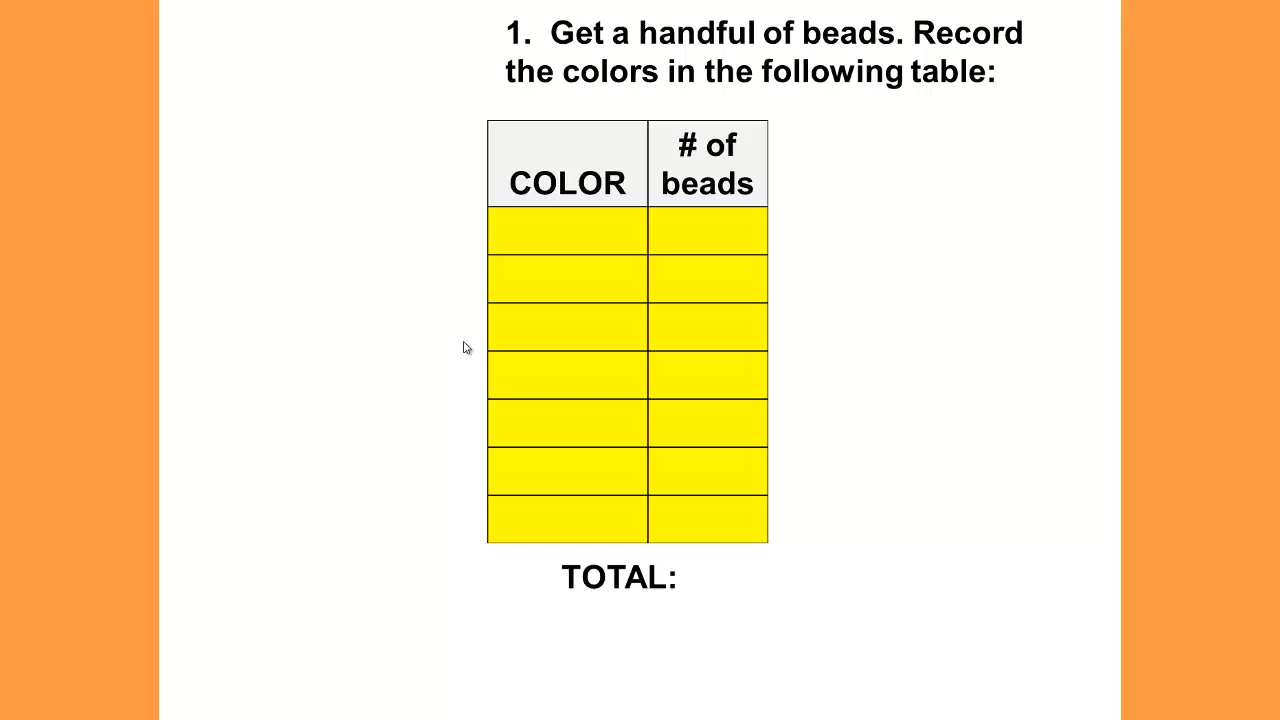 1. Get a handful of beads. Record
the colors in the following table:
COLOR
# of
beads
TOTAL: